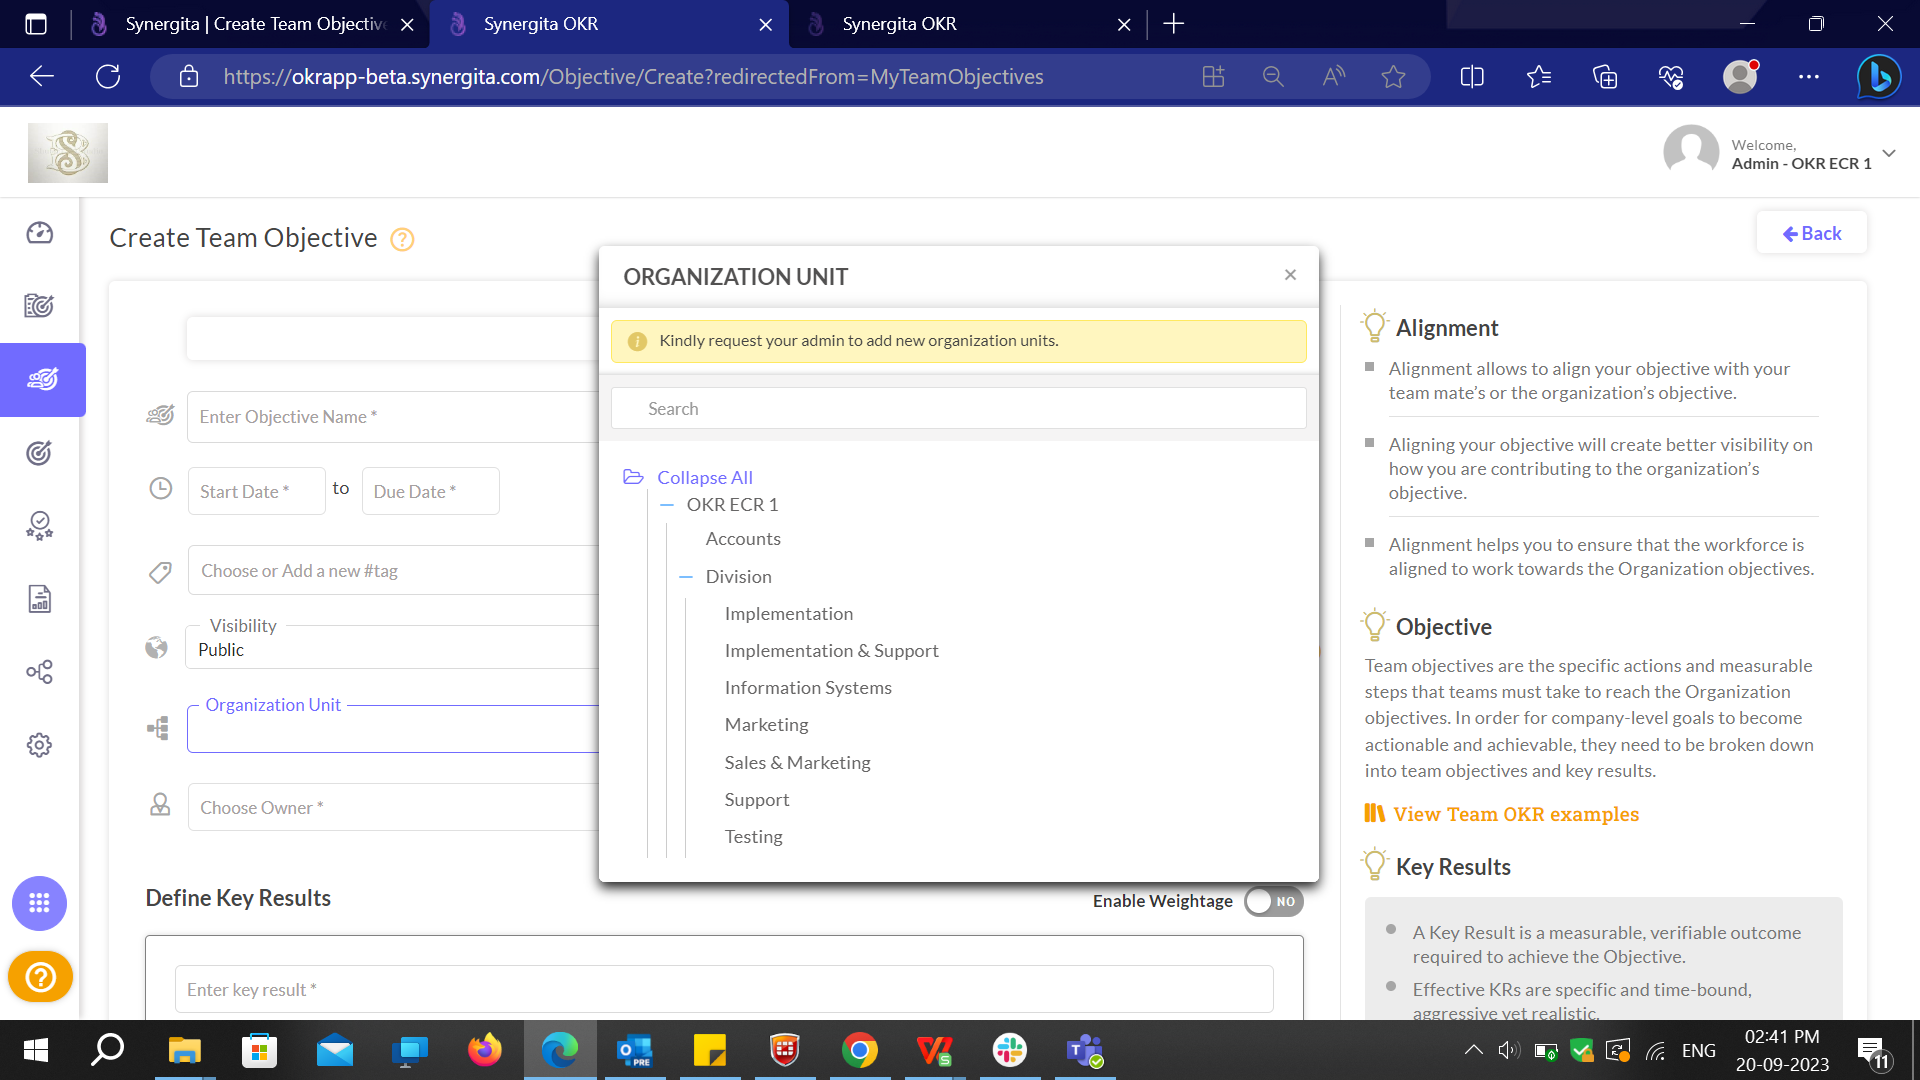 Synergita | Create Team Objective
Synergita OKR
Synergita OKR
https://okrapp-beta.synergita.com/Objective/Create?redirectedFrom=MyTeamObjectives
Welcome,
Admin - OKR ECR 1
Create Team Objective
Back
Enter Objective Name *
Start Date *
to
Due Date *
Choose or Add a new #tag
Visibility
Public
Organization Unit
Choose Owner *
Define Key Results
Enable Weightage
NO
Enter key result *
ORGANIZATION UNIT
Kindly request your admin to add new organization units.
Search
Collapse All
OKR ECR 1
Accounts
Division
Implementation
Implementation & Support
Information Systems
Marketing
Sales & Marketing
Support
Testing
Alignment
Alignment allows to align your objective with your
team mate's or the organization's objective.
Aligning your objective will create better visibility on
how you are contributing to the organization's
objective.
Alignment helps you to ensure that the workforce is
aligned to work towards the Organization objectives.
Objective
Team objectives are the specific actions and measurable
steps that teams must take to reach the Organization
objectives. In order for company-level goals to become
actionable and achievable, they need to be broken down
into team objectives and key results.
View Team OKR examples
Key Results
A Key Result is a measurable, verifiable outcome
required to achieve the Objective.
Effective KRs are specific and time-bound,
aggressive yet realistic.
PRE
ENG
02:41 PM
20-09-2023
11